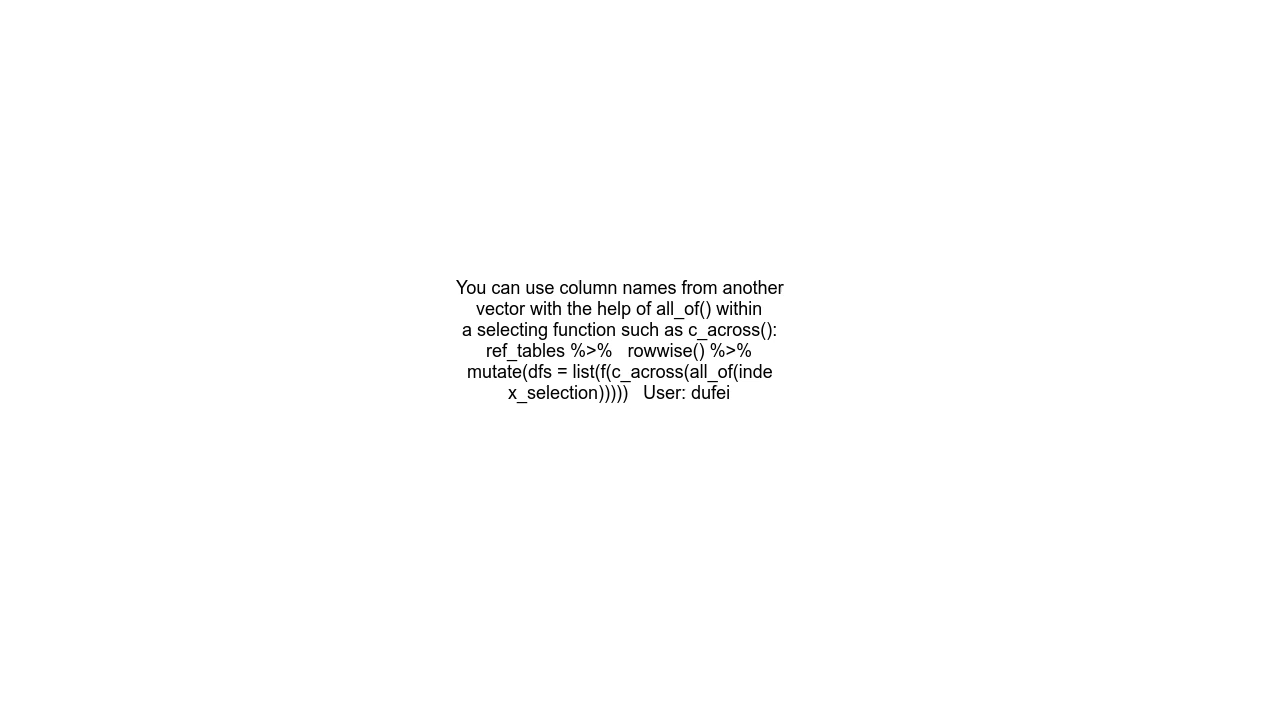 You can use column names from another
vector with the help of all_of() within
a selecting function such as c_across():
ref_tables %>%   rowwise() %>%
mutate(dfs = list(f(c_across(all_of(inde
x_selection)))))   User: dufei